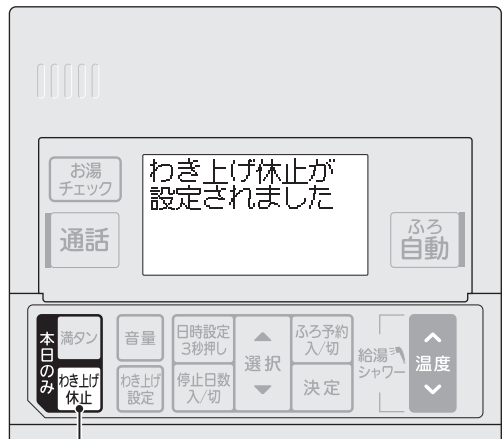 お湯
チェック
通話
わき上げ休止が
設定されました
ふろ
自動
本日のみ
満タン
わき上げ
休止
音量
わき上げ
設定
日時設定
3秒押し
停止日数
入/切
選択
ふろ予約
入/切
決定
給湯
シャワー
温度